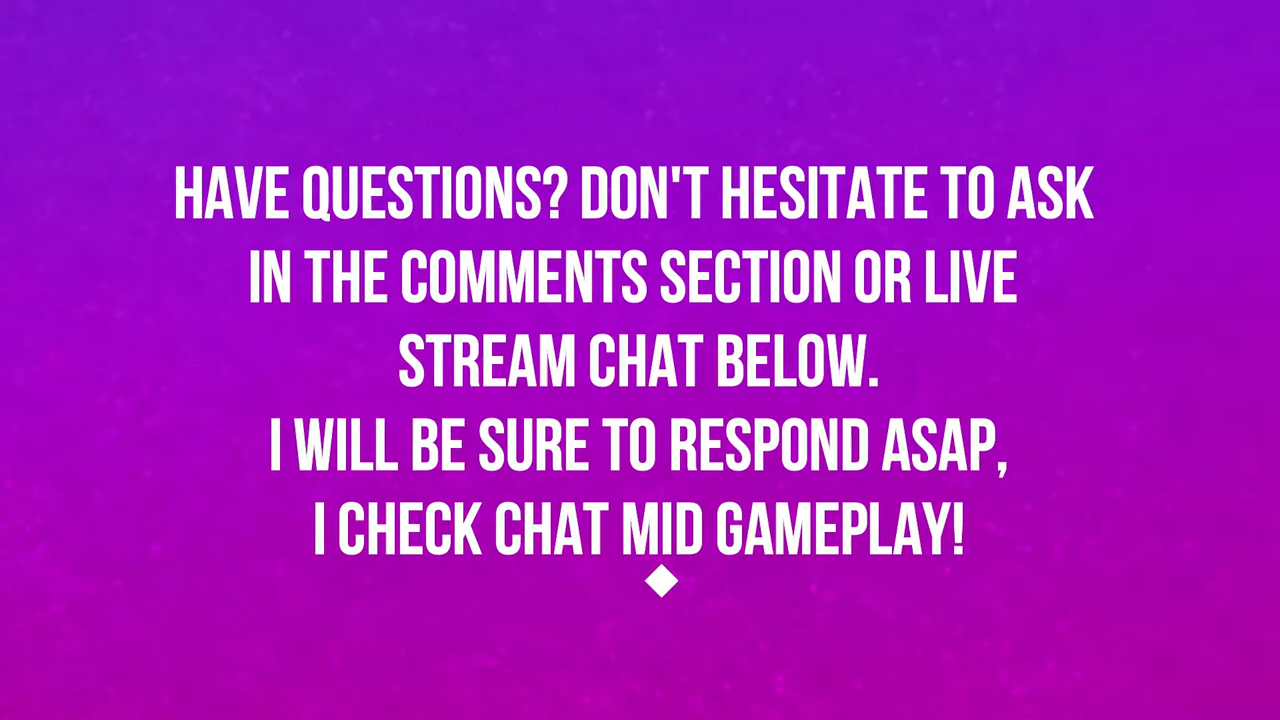 HAVE QUESTIONS? DON'T HESITATE TO ASK
IN THE COMMENTS SECTION OR LIVE
STREAM CHAT BELOW.
I WILL BE SURE TO RESPOND ASAP,
I CHECK CHAT MID GAMEPLAY!